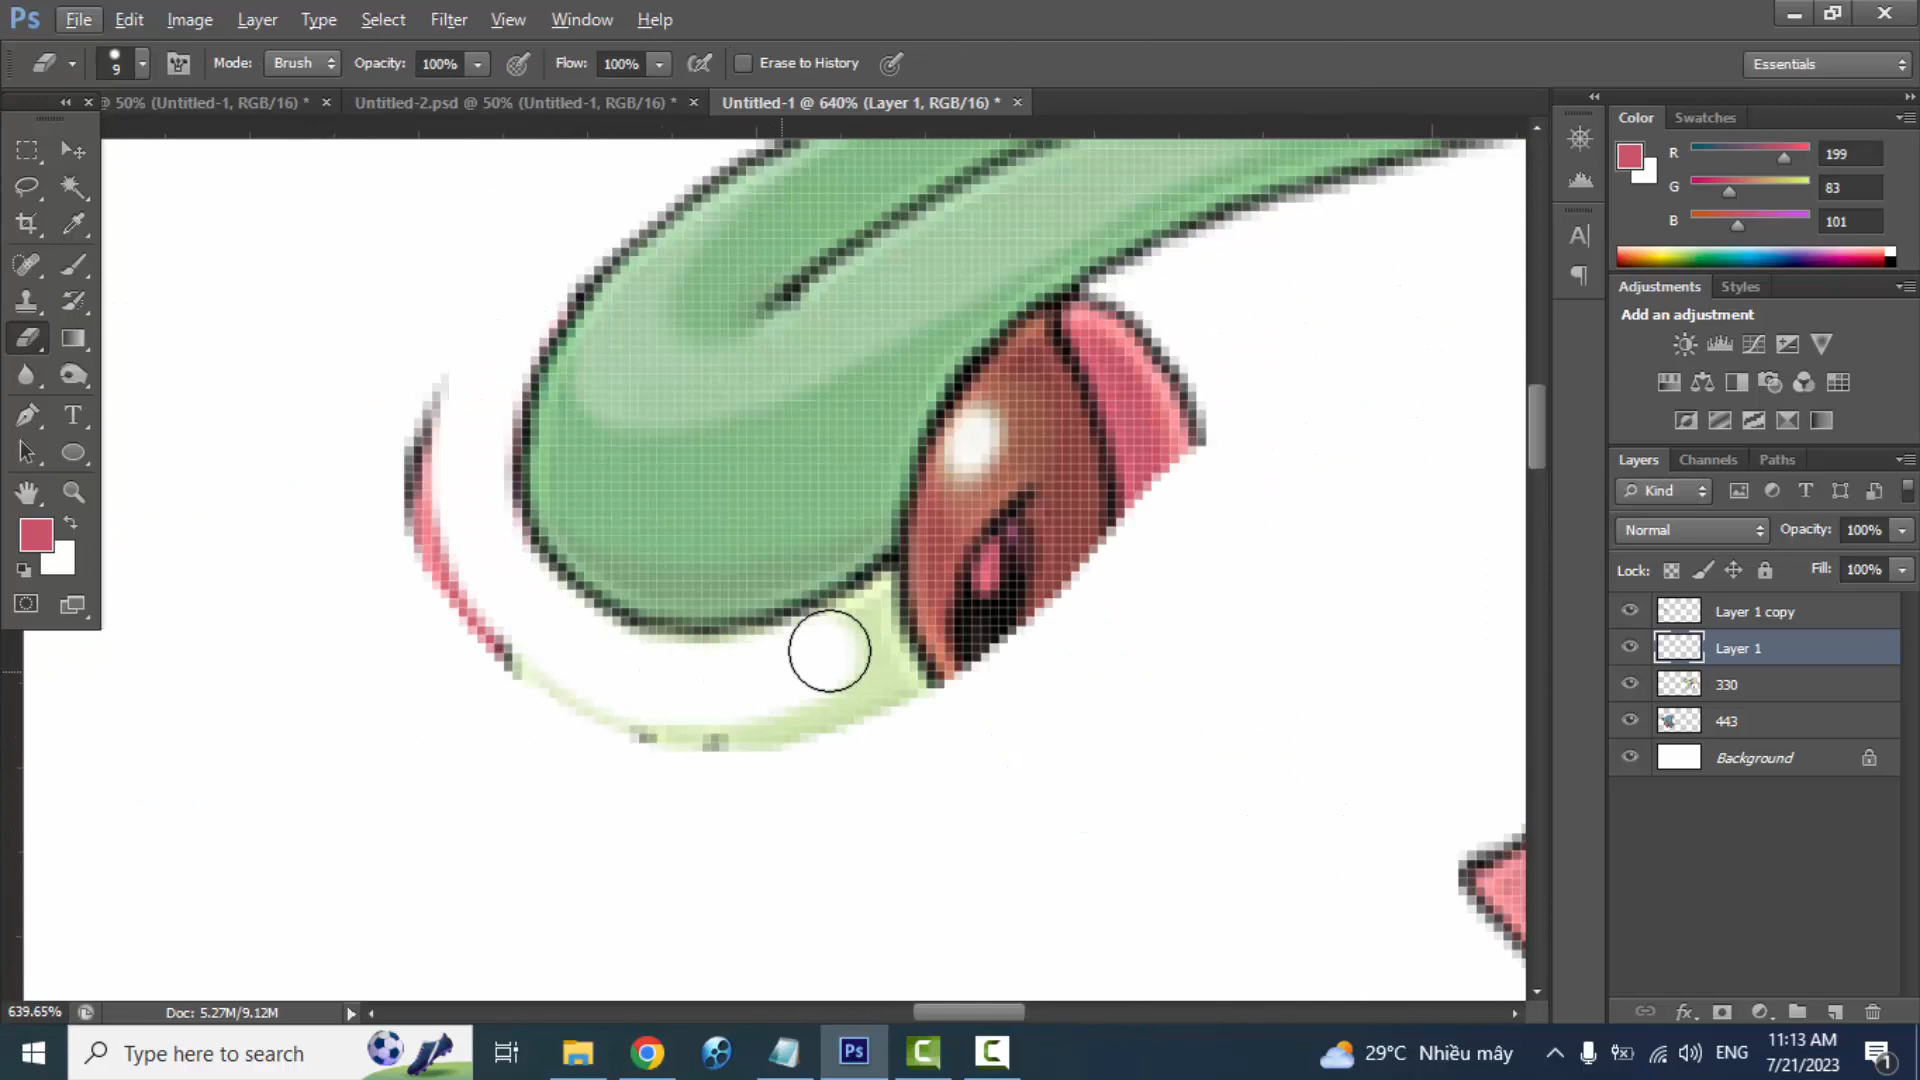 Ps File Edit Image Layer Type Select Filter View Window Help
9 Mode: Brush Opacity: 100% Flow: 100% Erase to History Essentials
@ 50% (Untitled-1, RGB/16) * × Untitled-2.psd @ 50% (Untitled-1, RGB/16) * × Untitled-1 @ 640% (Layer 1, RGB/16) * ×
Color Swatches
R 199
G 83
B 101
Adjustments Styles
Add an adjustment
Layers Channels Paths
Kind
Normal Opacity: 100%
Lock: Fill: 100%
Layer 1 copy
Layer 1
330
443
Background
639.65% Doc: 5.27M/9.12M
Type here to search Ps 29°C Nhiều mây ENG 11:13 AM
7/21/2023 1